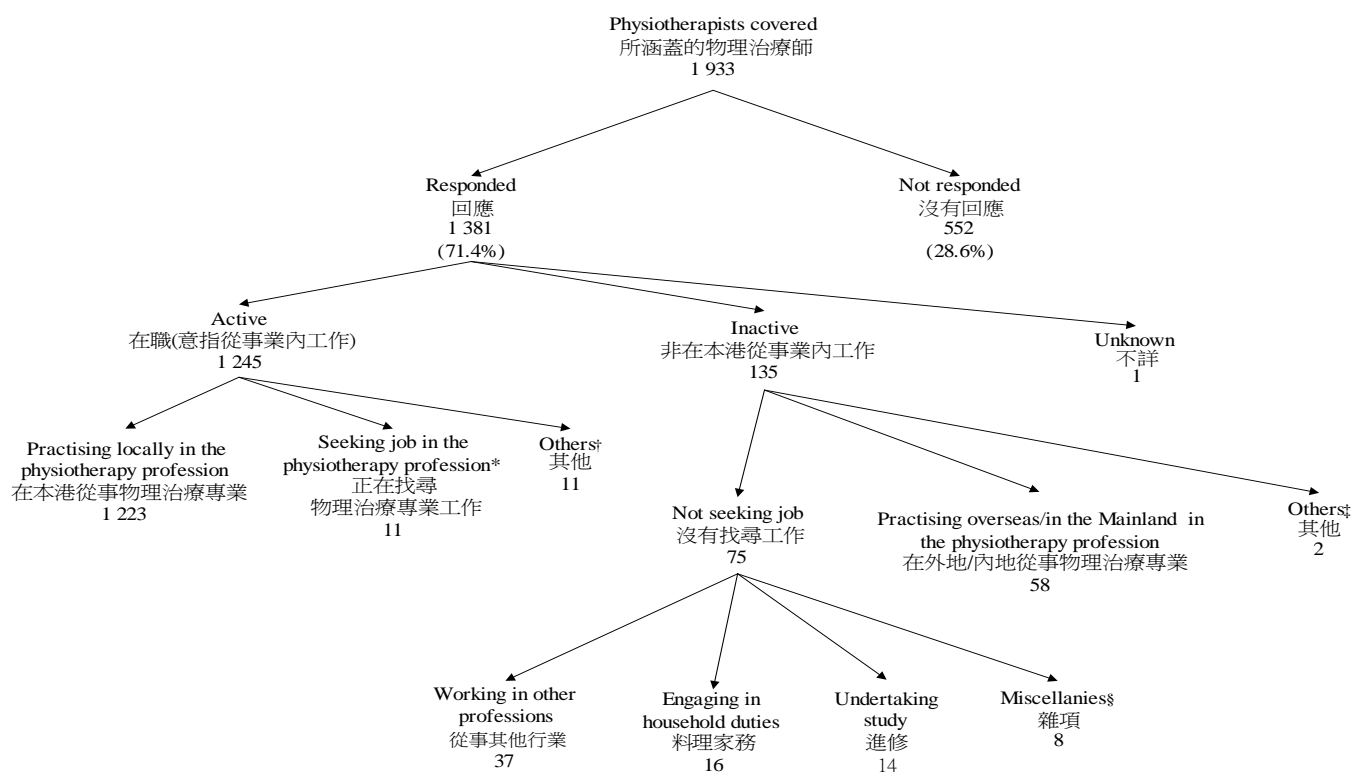 Physiotherapists covered
所涵蓋的物理治療師
1 933
Responded
回應
1 381
(71.4%)
Not responded
沒有回應
552
(28.6%)
Active
在職(意指從事業內工作)
1 245
Inactive
非在本港從事業內工作
135
Unknown
不詳
1
Practising locally in the
physiotherapy profession
在本港從事物理治療專業
1 223
Seeking job in the
physiotherapy profession*
正在找尋
物理治療專業工作
11
Others†
其他
11
Not seeking job
沒有找尋工作
75
Practising overseas/in the Mainland in
the physiotherapy profession
在外地/內地從事物理治療專業
58
Others‡
其他
2
Working in other
professions
從事其他行業
37
Engaging in
household duties
料理家務
16
Undertaking
study
進修
14
Miscellanies§
雜項
8